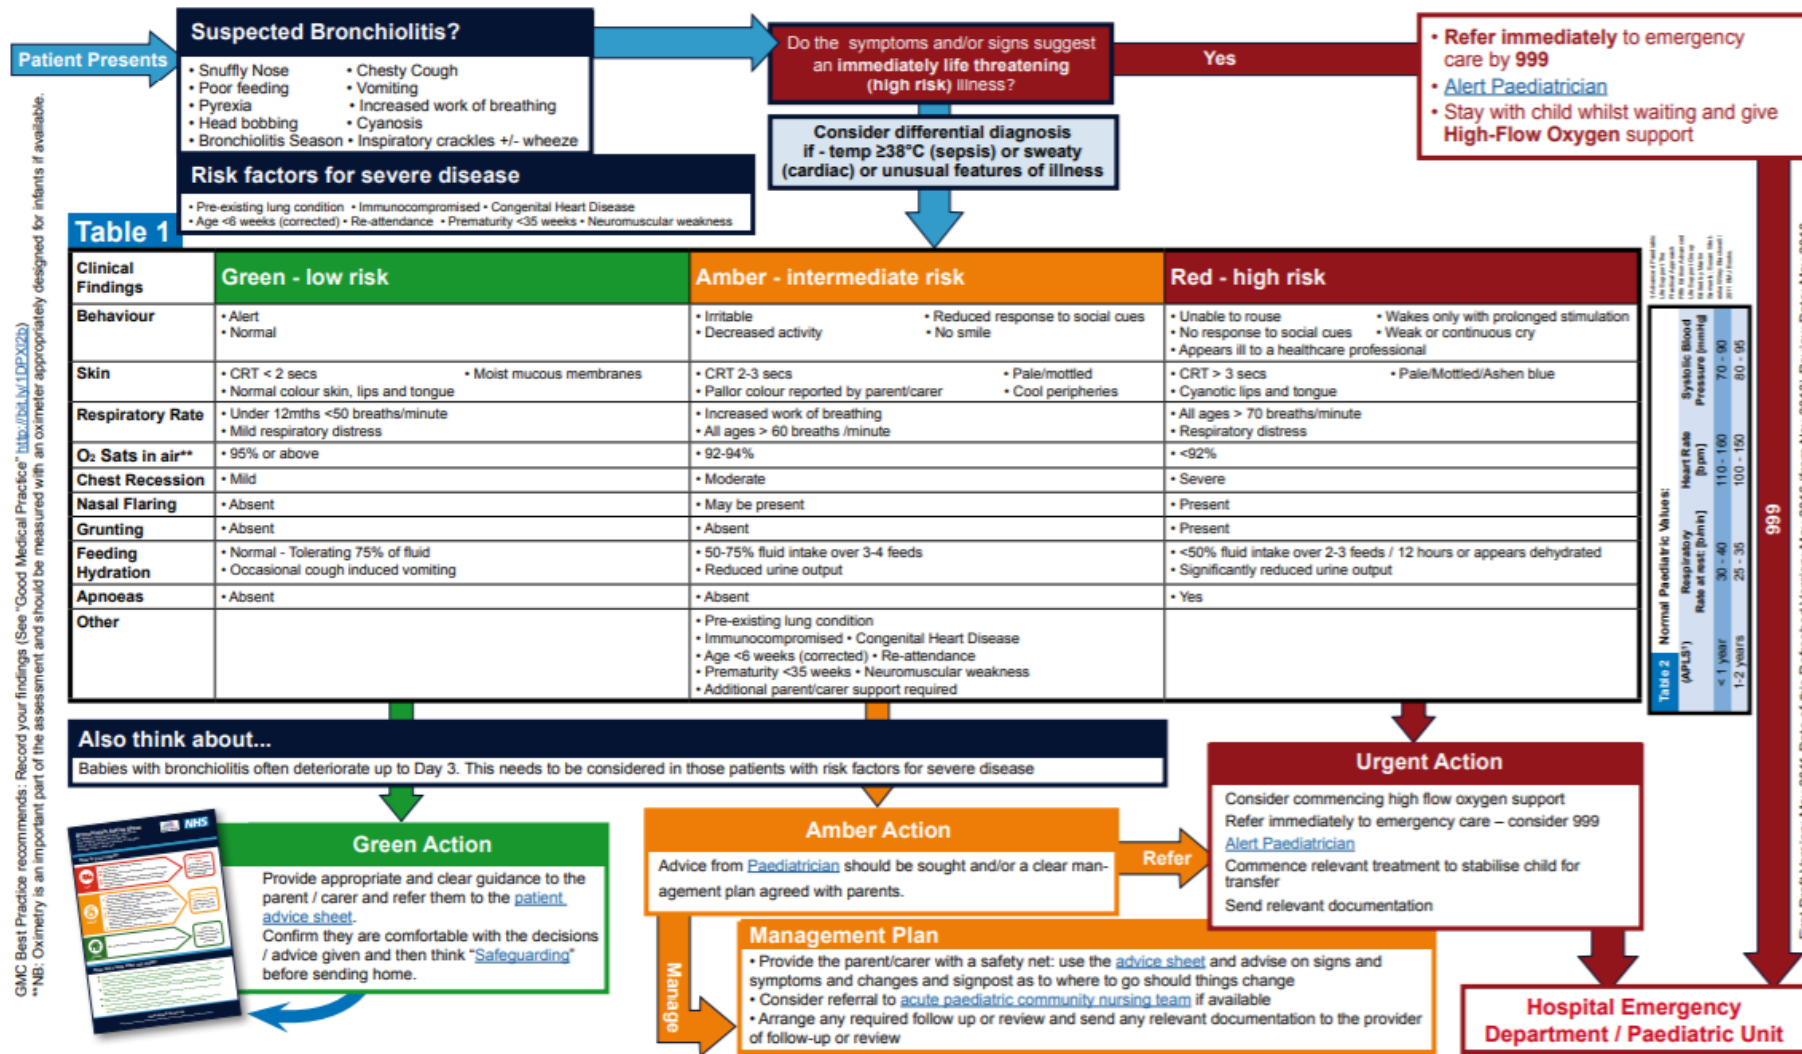 Patient Presents
Suspected Bronchiolitis?
• Snuffly Nose • Chesty Cough
• Poor feeding • Vomiting
• Pyrexia • Increased work of breathing
• Head bobbing • Cyanosis
• Bronchiolitis Season • Inspiratory crackles +/- wheeze
Risk factors for severe disease
• Pre-existing lung condition • Immunocompromised • Congenital Heart Disease
• Age <6 weeks (corrected) • Re-attendance • Prematurity <35 weeks • Neuromuscular weakness
Do the symptoms and/or signs suggest
an immediately life threatening
(high risk) illness?
Yes
• Refer immediately to emergency
care by 999
• Alert Paediatrician
• Stay with child whilst waiting and give
High-Flow Oxygen support
Consider differential diagnosis
if - temp ≥38°C (sepsis) or sweaty
(cardiac) or unusual features of illness
Table 1
Clinical
Findings
Green - low risk
Amber - intermediate risk
Red - high risk
Behaviour
• Alert
• Normal
• Irritable • Reduced response to social cues
• Decreased activity • No smile
• Unable to rouse • Wakes only with prolonged stimulation
• No response to social cues • Weak or continuous cry
• Appears ill to a healthcare professional
Skin
• CRT < 2 secs • Moist mucous membranes
• Normal colour skin, lips and tongue
• CRT 2-3 secs • Pale/mottled
• Pallor colour reported by parent/carer • Cool peripheries
• CRT > 3 secs • Pale/Mottled/Ashen blue
• Cyanotic lips and tongue
Respiratory Rate
• Under 12mths <50 breaths/minute
• Mild respiratory distress
• Increased work of breathing
• All ages > 60 breaths /minute
• All ages > 70 breaths/minute
• Respiratory distress
O₂ Sats in air**
• 95% or above
• 92-94%
• <92%
Chest Recession
• Mild
• Moderate
• Severe
Nasal Flaring
• Absent
• May be present
• Present
Grunting
• Absent
• Absent
• Present
Feeding
Hydration
• Normal - Tolerating 75% of fluid
• Occasional cough induced vomiting
• 50-75% fluid intake over 3-4 feeds
• Reduced urine output
• <50% fluid intake over 2-3 feeds / 12 hours or appears dehydrated
• Significantly reduced urine output
Apnoeas
• Absent
• Absent
• Yes
Other
• Pre-existing lung condition
• Immunocompromised • Congenital Heart Disease
• Age <6 weeks (corrected) • Re-attendance
• Prematurity <35 weeks • Neuromuscular weakness
• Additional parent/carer support required
Table 2 Normal Paediatric Values:
(APLS¹) Respiratory Rate at rest: [b/min] Heart Rate [bpm] Systolic Blood Pressure [mmHg]
< 1 year 30 - 40 110 - 160 70 - 90
1-2 years 25 - 35 100 - 150 80 - 95
999
GMC Best Practice recommends: Record your findings (See "Good Medical Practice" http://bit.ly/1DPXl2b)
**NB: Oximetry is an important part of the assessment and should be measured with an oximeter appropriately designed for infants if available.
Also think about...
Babies with bronchiolitis often deteriorate up to Day 3. This needs to be considered in those patients with risk factors for severe disease
NHS
Green Action
Provide appropriate and clear guidance to the
parent / carer and refer them to the patient
advice sheet.
Confirm they are comfortable with the decisions
/ advice given and then think "Safeguarding"
before sending home.
Amber Action
Advice from Paediatrician should be sought and/or a clear man-
agement plan agreed with parents.
Refer
Manage
Management Plan
• Provide the parent/carer with a safety net: use the advice sheet and advise on signs and
symptoms and changes and signpost as to where to go should things change
• Consider referral to acute paediatric community nursing team if available
• Arrange any required follow up or review and send any relevant documentation to the provider
of follow-up or review
Urgent Action
Consider commencing high flow oxygen support
Refer immediately to emergency care – consider 999
Alert Paediatrician
Commence relevant treatment to stabilise child for
transfer
Send relevant documentation
Hospital Emergency
Department / Paediatric Unit